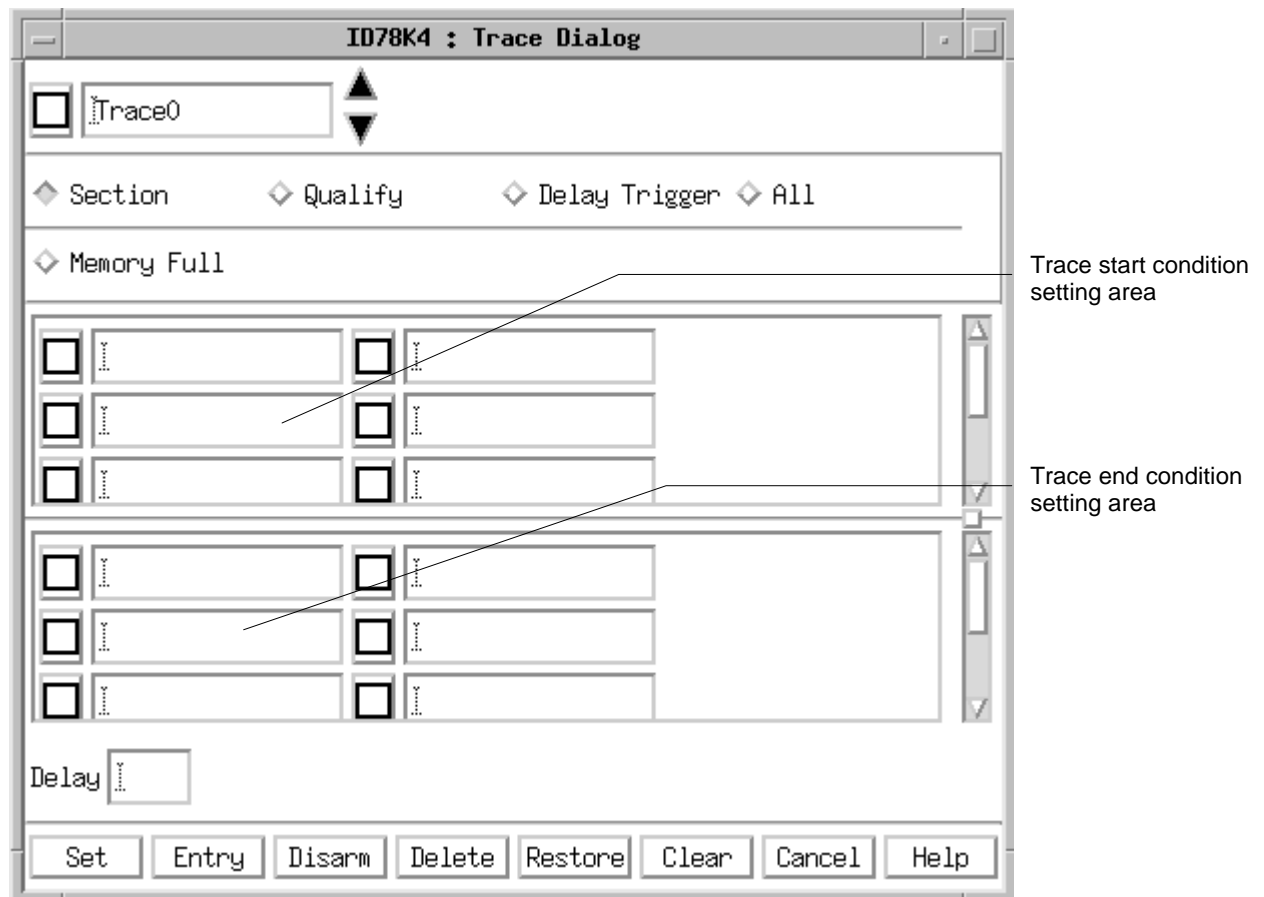 ID78K4 : Trace Dialog
Trace0
Section Qualify Delay Trigger All
Memory Full
Trace start condition
setting area
Trace end condition
setting area
Delay
Set Entry Disarm Delete Restore Clear Cancel Help